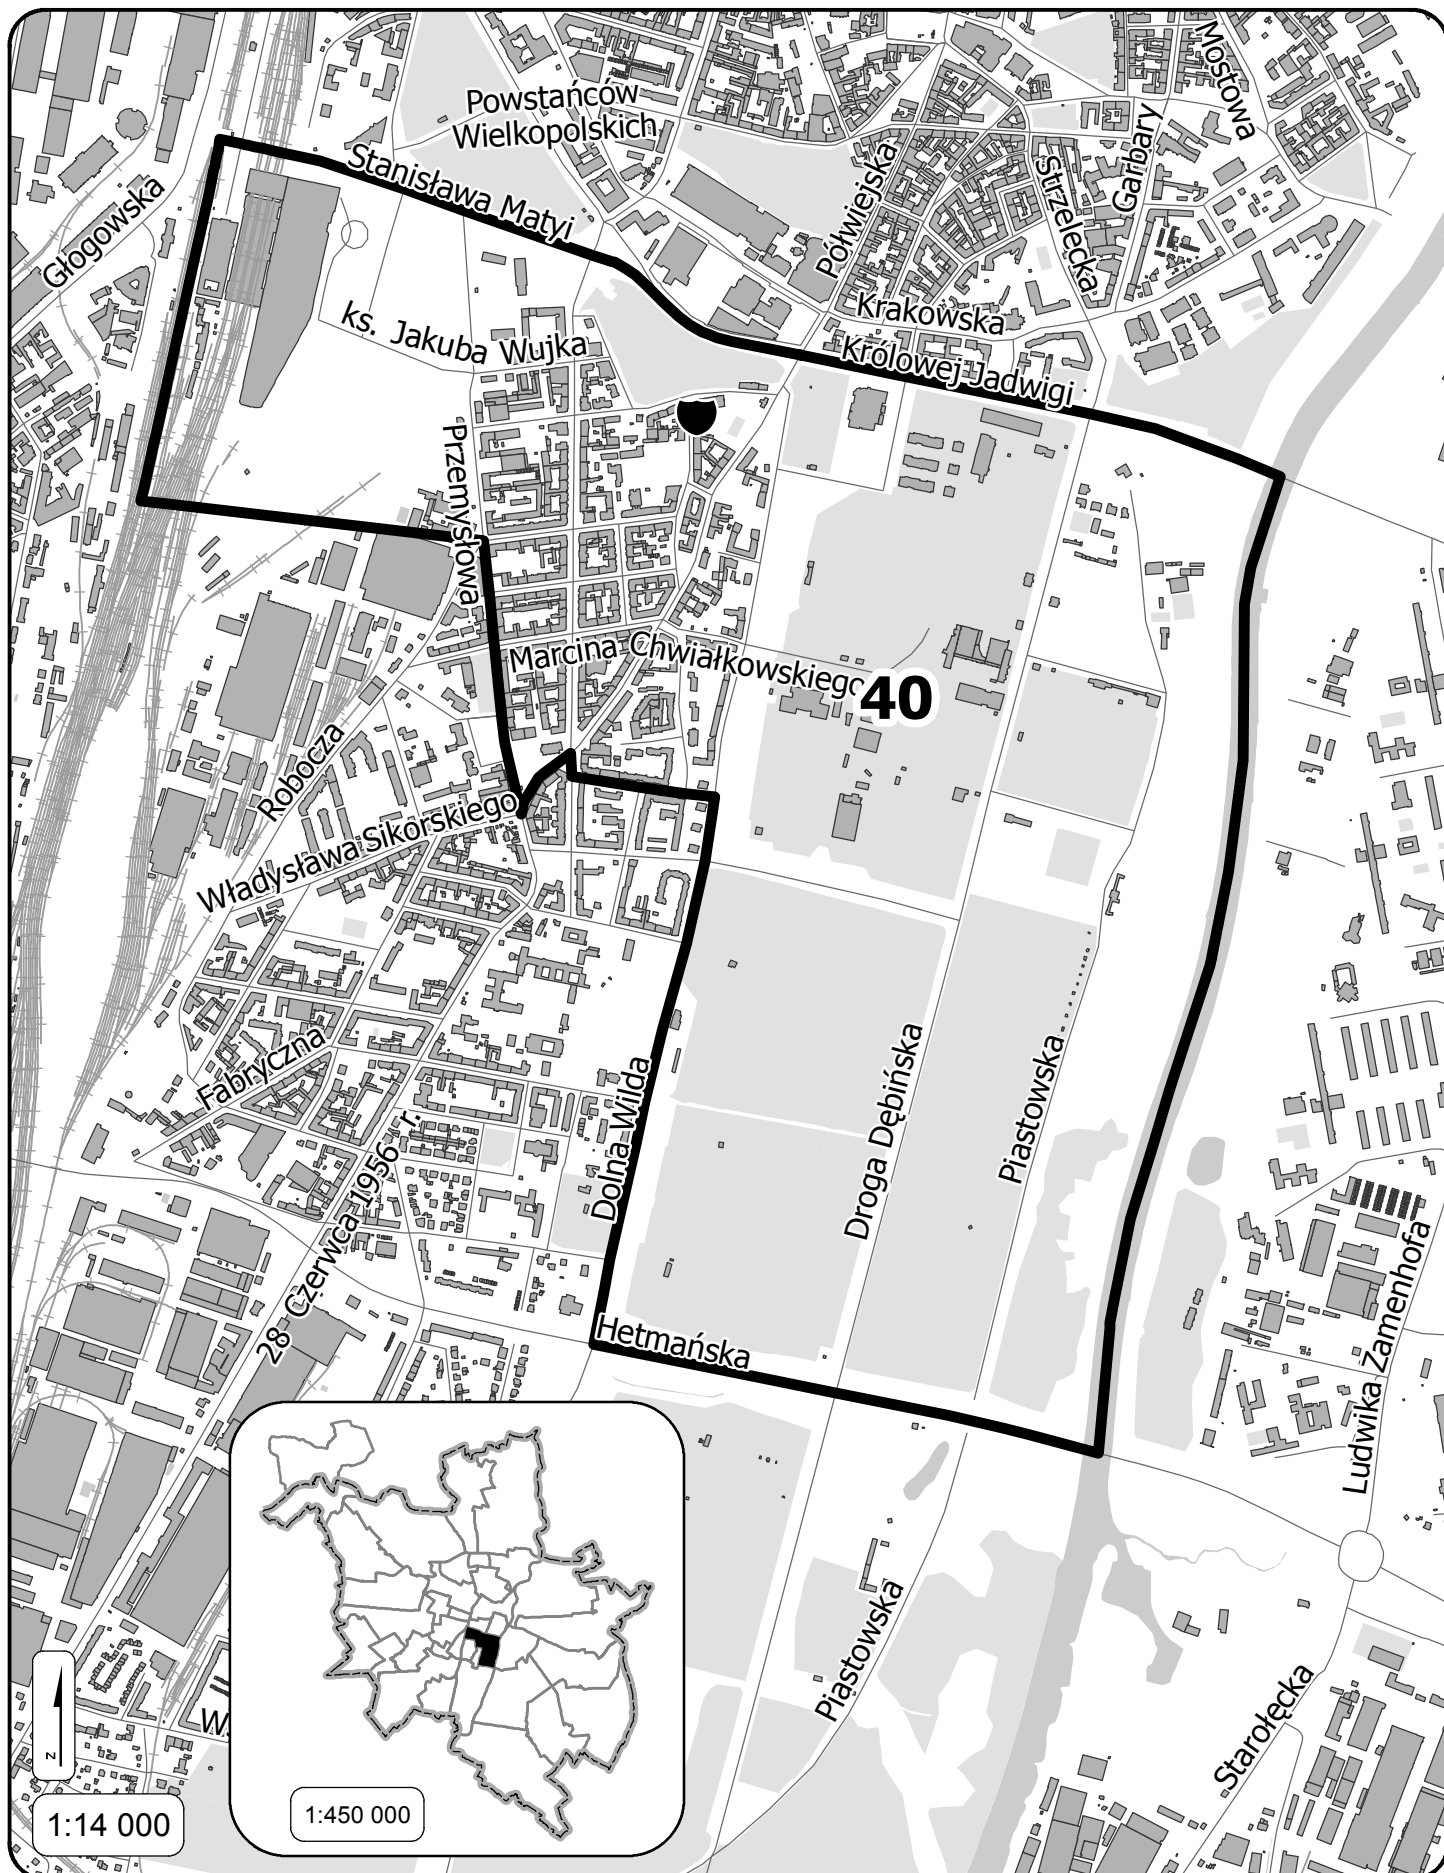 Mostowa
Powstańców
Wielkopolskich
Garbary
Głogowska
Stanisława Matyi
Półwiejska
Strzelecka
Krakowska
ks. Jakuba Wujka
Królowej Jadwigi
Przemysłowa
Marcina Chwiałkowskiego
40
Robocza
Władysława Sikorskiego
Fabryczna
Dolna Wilda
Droga Dębińska
Piastowska
28 Czerwca 1956 r.
Hetmańska
Ludwika Zamenhofa
Piastowska
Starołęcka
W
z
1:14 000
1:450 000